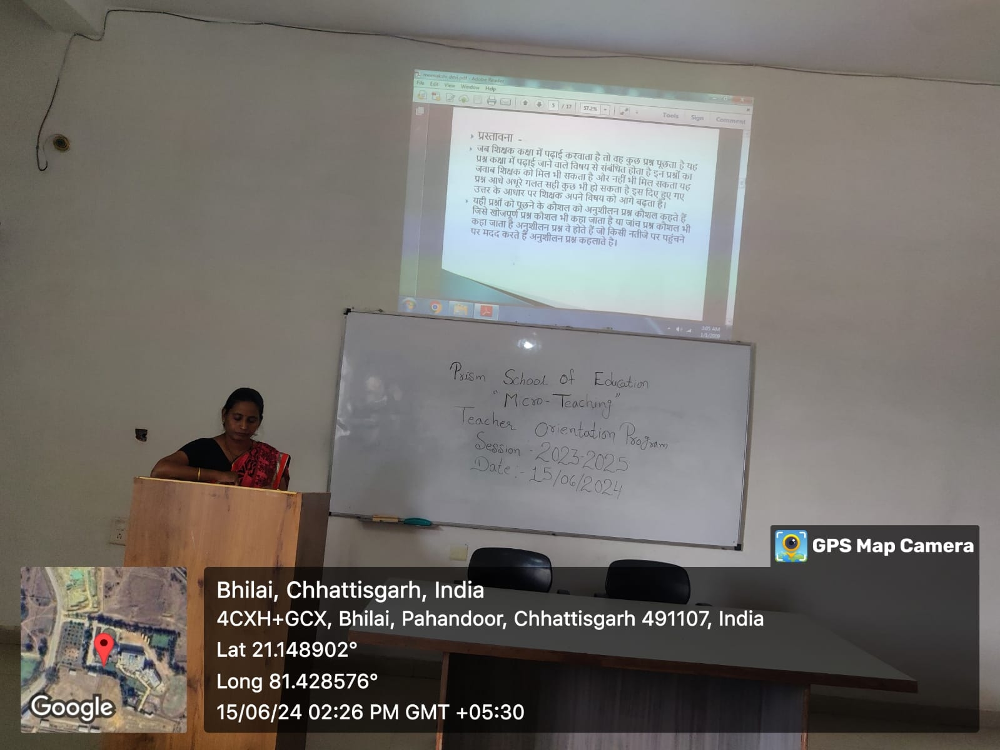 meenakshi devi.pdf - Adobe Reader
File Edit View Window Help
5 / 17 57.2% Tools Sign Comment
प्रस्तावना -
जब शिक्षक कक्षा में पढ़ाई करवाता है तो वह कुछ प्रश्न पूछता है यह
प्रश्न कक्षा में पढ़ाई जाने वाले विषय से संबंधित होता है इन प्रश्नों का
जवाब शिक्षक को मिल भी सकता है और नहीं भी मिल सकता यह
प्रश्न आधे अधूरे गलत सही कुछ भी हो सकता है इस दिए हुए गए
उत्तर के आधार पर शिक्षक अपने विषय को आगे बढ़ता है।
यही प्रश्नों को पूछने के कौशल को अनुशीलन प्रश्न कौशल कहते हैं
जिसे खोजपूर्ण प्रश्न कौशल भी कहा जाता है या जांच प्रश्न कौशल भी
कहा जाता है अनुशीलन प्रश्न वे होते हैं जो किसी नतीजे पर पहुंचने
पर मदद करते हैं अनुशीलन प्रश्न कहलाते है।
3:05 AM
1/1/2009
Prism School of Education
"Micro-Teaching"
Teacher Orientation Program
Session :- 2023-2025
Date :- 15/06/2024
GPS Map Camera
Bhilai, Chhattisgarh, India
4CXH+GCX, Bhilai, Pahandoor, Chhattisgarh 491107, India
Lat 21.148902°
Long 81.428576°
15/06/24 02:26 PM GMT +05:30
Google